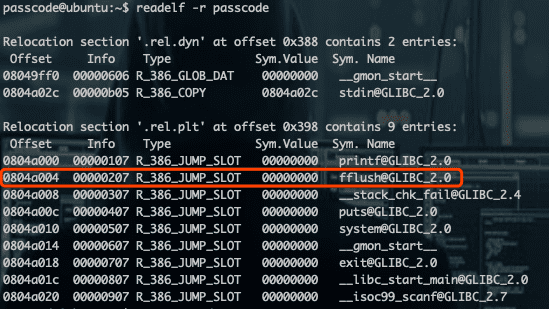 passcode@ubuntu:~$ readelf -r passcode
Relocation section '.rel.dyn' at offset 0x388 contains 2 entries:
Offset Info Type Sym.Value Sym. Name
08049ff0 00000606 R_386_GLOB_DAT 00000000 __gmon_start__
0804a02c 00000b05 R_386_COPY 0804a02c stdin@GLIBC_2.0
Relocation section '.rel.plt' at offset 0x398 contains 9 entries:
Offset Info Type Sym.Value Sym. Name
0804a000 00000107 R_386_JUMP_SLOT 00000000 printf@GLIBC_2.0
0804a004 00000207 R_386_JUMP_SLOT 00000000 fflush@GLIBC_2.0
0804a008 00000307 R_386_JUMP_SLOT 00000000 __stack_chk_fail@GLIBC_2.4
0804a00c 00000407 R_386_JUMP_SLOT 00000000 puts@GLIBC_2.0
0804a010 00000507 R_386_JUMP_SLOT 00000000 system@GLIBC_2.0
0804a014 00000607 R_386_JUMP_SLOT 00000000 __gmon_start__
0804a018 00000707 R_386_JUMP_SLOT 00000000 exit@GLIBC_2.0
0804a01c 00000807 R_386_JUMP_SLOT 00000000 __libc_start_main@GLIBC_2.0
0804a020 00000907 R_386_JUMP_SLOT 00000000 __isoc99_scanf@GLIBC_2.7